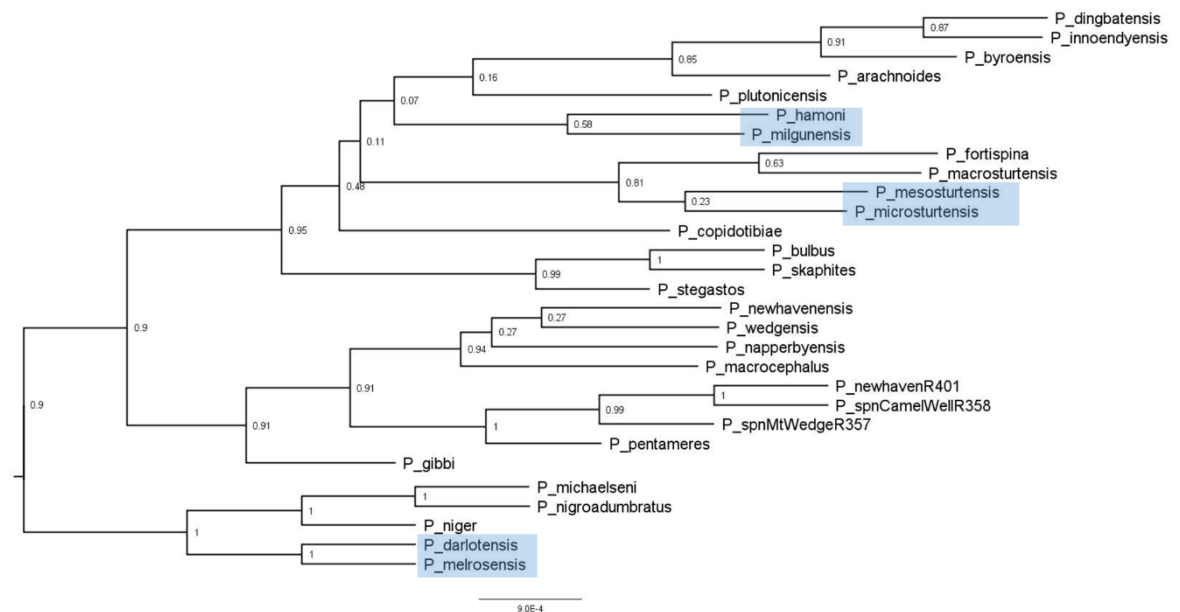 P_dingbatensis
0.87
P_innoendyensis
0.91
P_byroensis
0.85
P_arachnoides
0.16
P_plutonicensis
0.07
P_hamoni
0.58
P_milgunensis
0.11
P_fortispina
0.63
P_macrosturtensis
0.81
0.48
P_mesosturtensis
0.23
P_microsturtensis
0.95
P_copidotibiae
P_bulbus
1
P_skaphites
0.99
P_stegastos
P_newhavenensis
0.27
P_wedgensis
0.9
0.27
P_napperbyensis
0.94
P_macrocephalus
0.91
P_newhavenR401
1
P_spnCamelWellR358
0.9
0.99
P_spnMtWedgeR357
0.91
1
P_pentameres
P_gibbi
P_michaelseni
1
P_nigroadumbratus
1
P_niger
1
P_darlotensis
1
P_melrosensis
9.0E-4